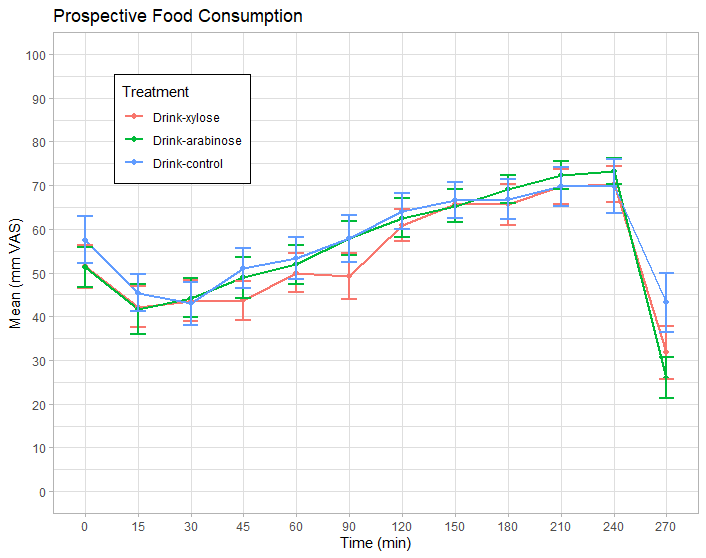 Prospective Food Consumption
100
90
80
70
60
50
40
30
20
10
0
Mean (mm VAS)
Treatment
Drink-xylose
Drink-arabinose
Drink-control
0 15 30 45 60 90 120 150 180 210 240 270
Time (min)